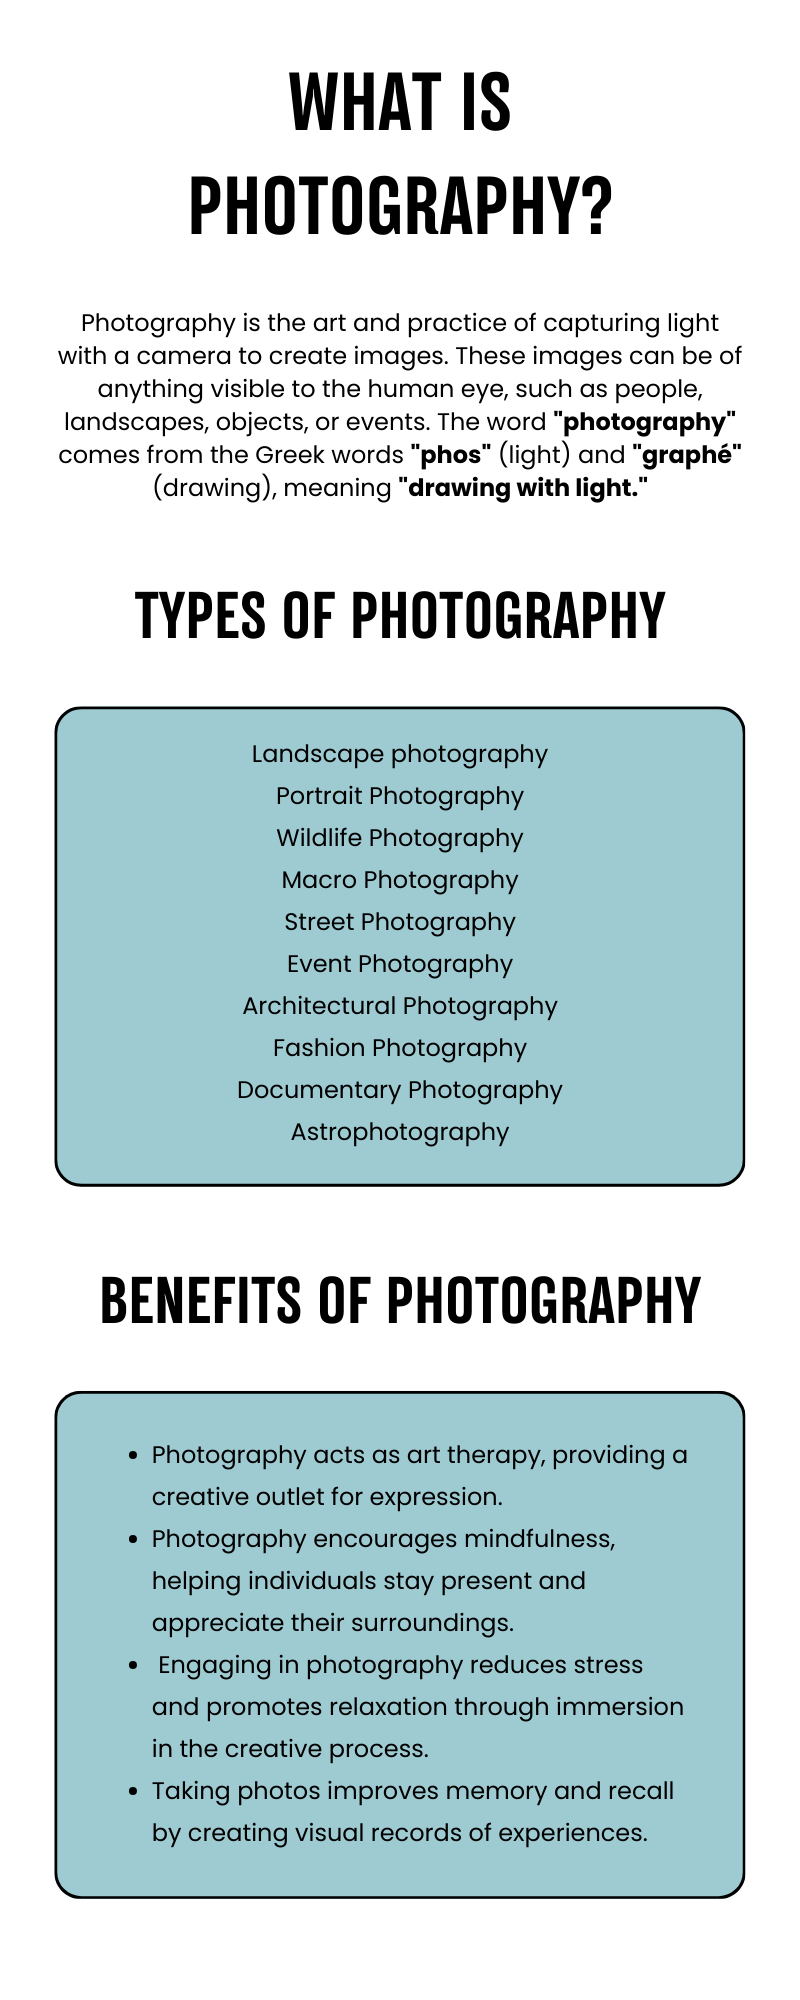 WHAT IS
PHOTOGRAPHY?
Photography is the art and practice of capturing light
with a camera to create images. These images can be of
anything visible to the human eye, such as people,
landscapes, objects, or events. The word "photography"
comes from the Greek words "phos" (light) and "graphé"
(drawing), meaning "drawing with light."
TYPES OF PHOTOGRAPHY
Landscape photography
Portrait Photography
Wildlife Photography
Macro Photography
Street Photography
Event Photography
Architectural Photography
Fashion Photography
Documentary Photography
Astrophotography
BENEFITS OF PHOTOGRAPHY
• Photography acts as art therapy, providing a
creative outlet for expression.
• Photography encourages mindfulness,
helping individuals stay present and
appreciate their surroundings.
• Engaging in photography reduces stress
and promotes relaxation through immersion
in the creative process.
• Taking photos improves memory and recall
by creating visual records of experiences.